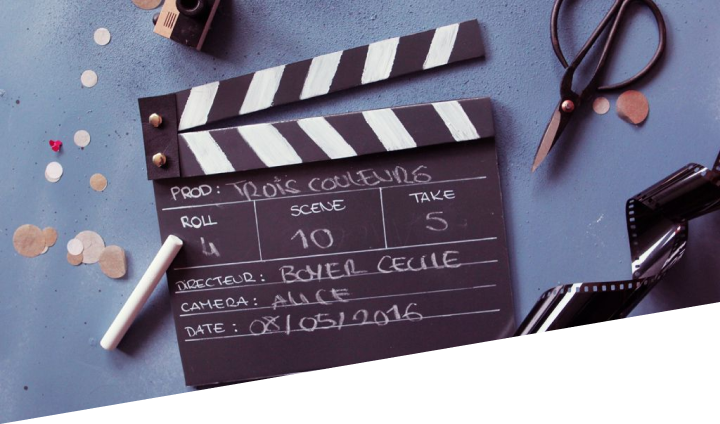 PROD: TROIS COULEURS
ROLL SCENE TAKE
4 10 5
DIRECTEUR: BOYER CECILE
CAMERA: ALICE
DATE: 08/05/2016